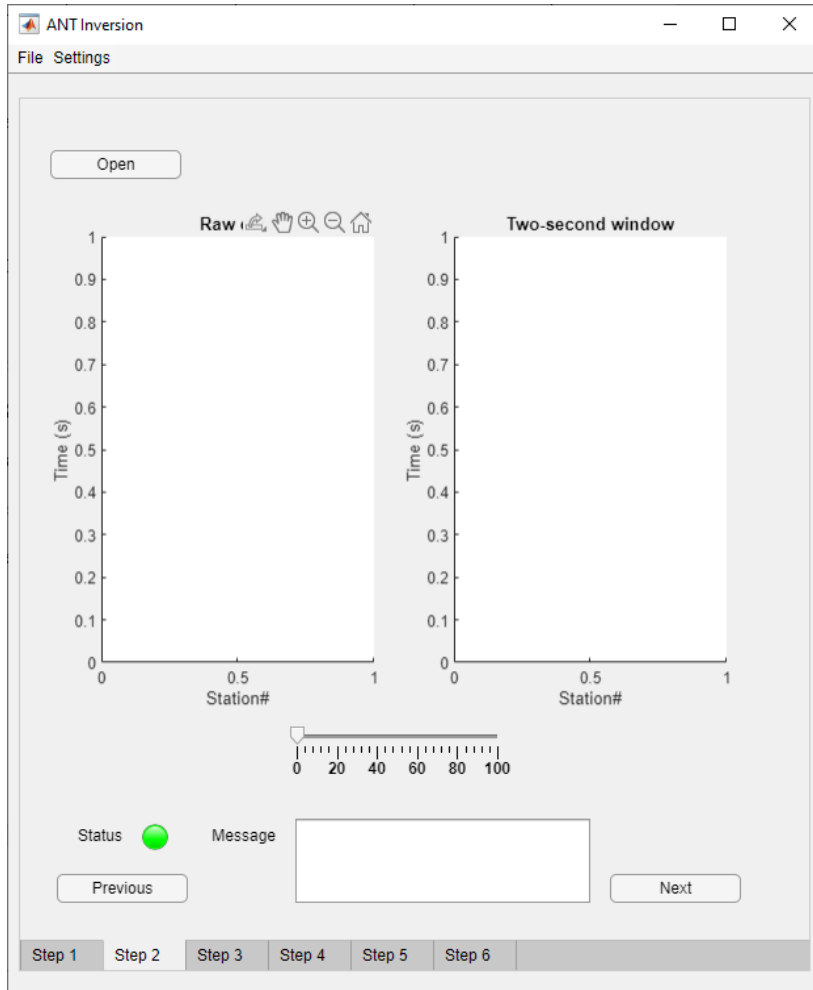 ANT Inversion
File Settings
Open
Raw
Two-second window
1
0.9
0.8
0.7
0.6
0.5
0.4
0.3
0.2
0.1
0
Time (s)
0 0.5 1
Station#
1
0.9
0.8
0.7
0.6
0.5
0.4
0.3
0.2
0.1
0
Time (s)
0 0.5 1
Station#
0 20 40 60 80 100
Status
Message
Previous
Next
Step 1 Step 2 Step 3 Step 4 Step 5 Step 6